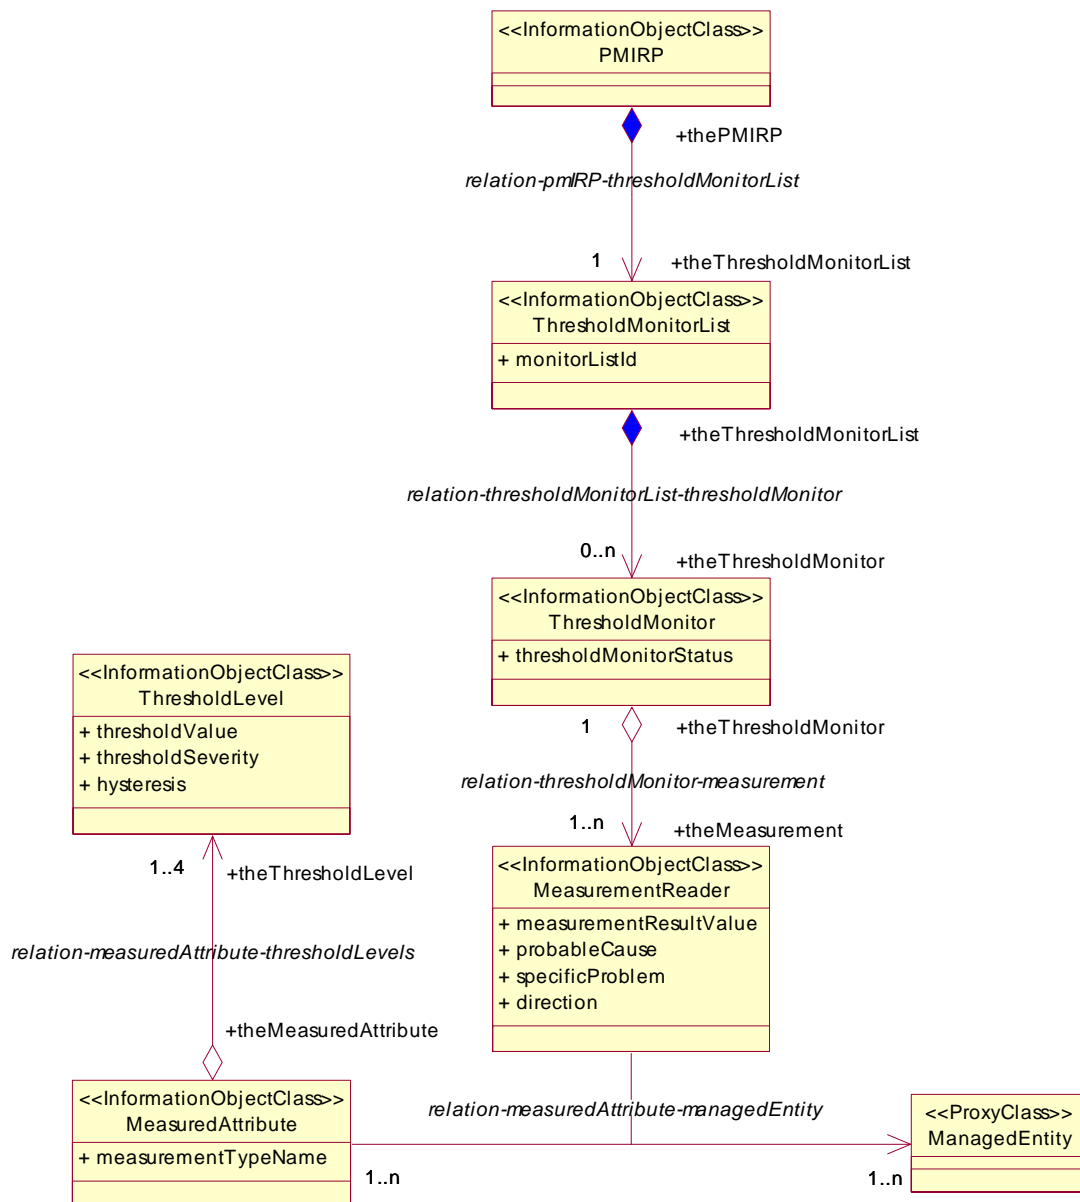 <<InformationObjectClass>>
PMIRP
+thePMIRP
relation-pmIRP-thresholdMonitorList
1
+theThresholdMonitorList
<<InformationObjectClass>>
ThresholdMonitorList
+ monitorListId
+theThresholdMonitorList
relation-thresholdMonitorList-thresholdMonitor
0..n
+theThresholdMonitor
<<InformationObjectClass>>
ThresholdMonitor
+ thresholdMonitorStatus
<<InformationObjectClass>>
ThresholdLevel
+ thresholdValue
+ thresholdSeverity
+ hysteresis
1
+theThresholdMonitor
relation-thresholdMonitor-measurement
1..n
+theMeasurement
<<InformationObjectClass>>
MeasurementReader
+ measurementResultValue
+ probableCause
+ specificProblem
+ direction
1..4
+theThresholdLevel
relation-measuredAttribute-thresholdLevels
+theMeasuredAttribute
<<InformationObjectClass>>
MeasuredAttribute
+ measurementTypeName
relation-measuredAttribute-managedEntity
1..n
1..n
<<ProxyClass>>
ManagedEntity